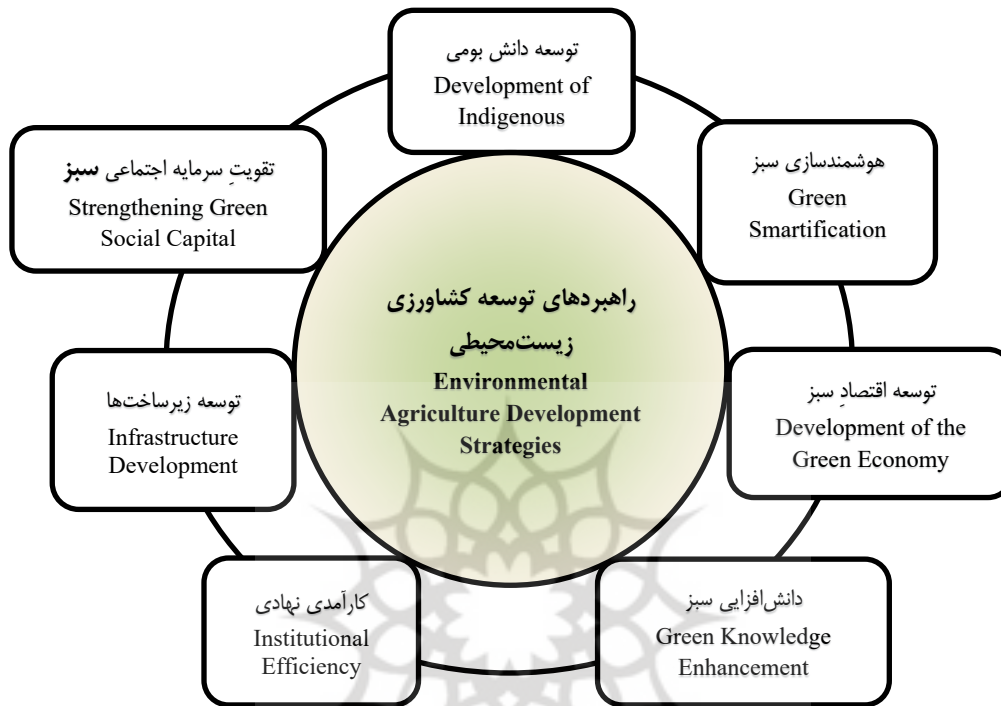 توسعه دانش بومی
Development of
Indigenous
هوشمندسازی سبز
Green
Smartification
تقویتِ سرمایه اجتماعی سبز
Strengthening Green
Social Capital
راهبردهای توسعه کشاورزی
زیست‌محیطی
Environmental
Agriculture Development
Strategies
توسعه زیرساخت‌ها
Infrastructure
Development
توسعه اقتصادِ سبز
Development of the
Green Economy
کارآمدی نهادی
Institutional
Efficiency
دانش‌افزایی سبز
Green Knowledge
Enhancement